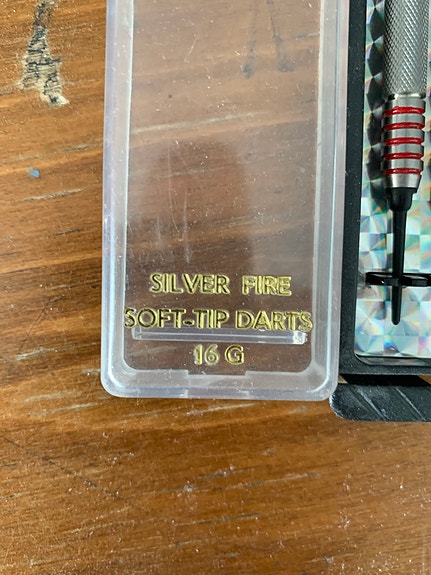 SILVER FIRE
SOFT-TIP DARTS
16 G